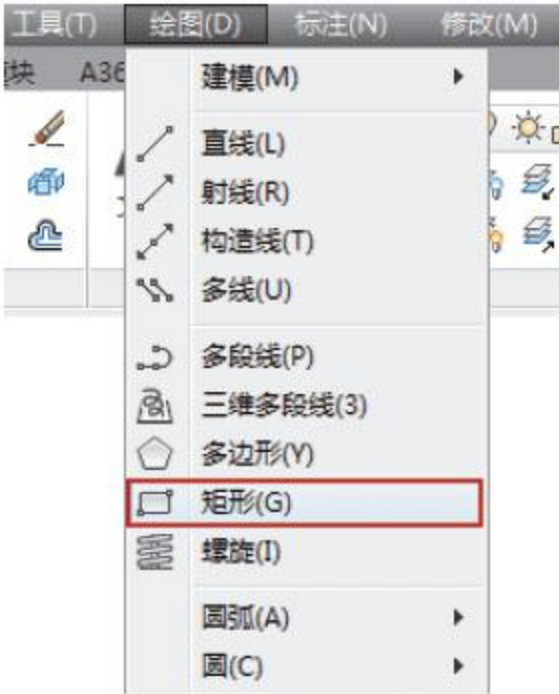 工具(T) 绘图(D) 标注(N) 修改(M)
块 A36
建模(M)
直线(L)
射线(R)
构造线(T)
多线(U)
多段线(P)
三维多段线(3)
多边形(Y)
矩形(G)
螺旋(I)
圆弧(A)
圆(C)